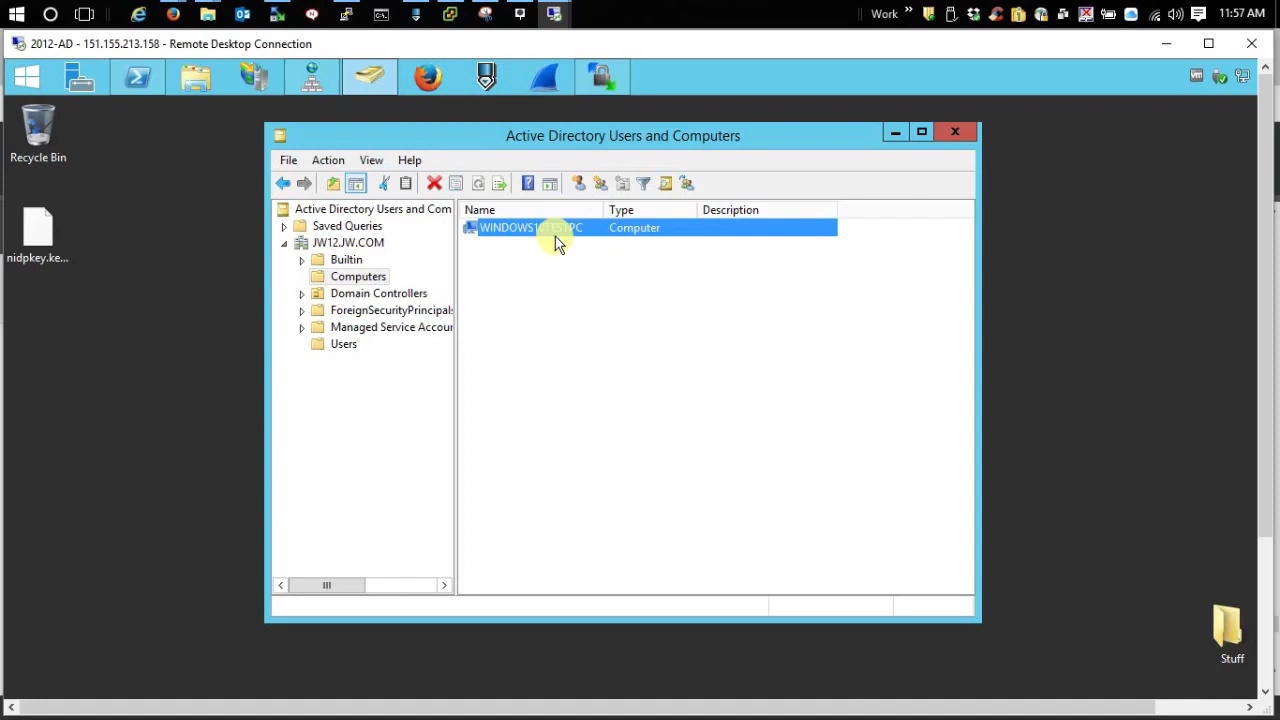 Work
»
11:57 AM
2012-AD - 151.155.213.158 - Remote Desktop Connection
Recycle Bin
nidpkey.ke...
Active Directory Users and Computers
File Action View Help
Active Directory Users and Com
Saved Queries
JW12.JW.COM
Builtin
Computers
Domain Controllers
ForeignSecurityPrincipals
Managed Service Accour
Users
Name Type Description
WINDOWS10TESTPC Computer
Stuff